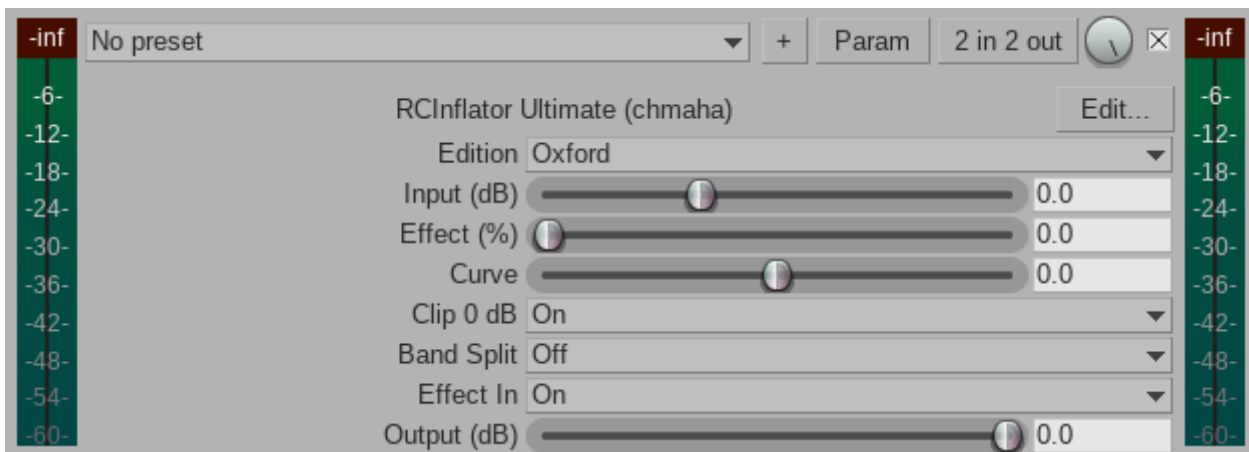 -inf No preset + Param 2 in 2 out -inf
RCInflator Ultimate (chmaha) Edit...
Edition Oxford
Input (dB) 0.0
Effect (%) 0.0
Curve 0.0
Clip 0 dB On
Band Split Off
Effect In On
Output (dB) 0.0
-6-
-12-
-18-
-24-
-30-
-36-
-42-
-48-
-54-
-60-
-6-
-12-
-18-
-24-
-30-
-36-
-42-
-48-
-54-
-60-